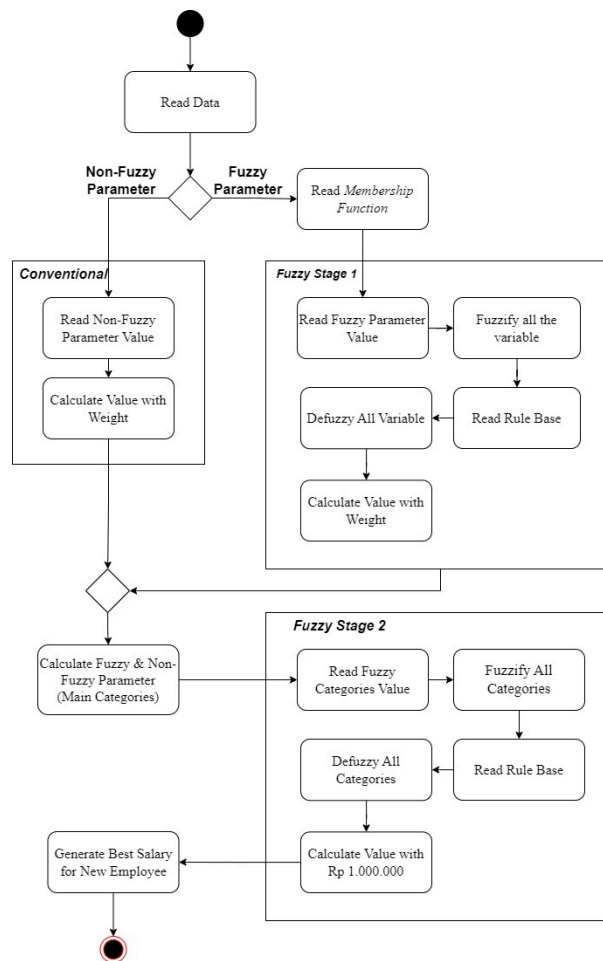 Read Data
Non-Fuzzy
Parameter
Fuzzy
Parameter
Read Membership
Function
Conventional
Read Non-Fuzzy
Parameter Value
Calculate Value with
Weight
Fuzzy Stage 1
Read Fuzzy Parameter
Value
Fuzzify all the
variable
Defuzzy All Variable
Read Rule Base
Calculate Value with
Weight
Calculate Fuzzy & Non-
Fuzzy Parameter
(Main Categories)
Fuzzy Stage 2
Read Fuzzy
Categories Value
Fuzzify All
Categories
Defuzzy All
Categories
Read Rule Base
Calculate Value with
Rp 1.000.000
Generate Best Salary
for New Employee